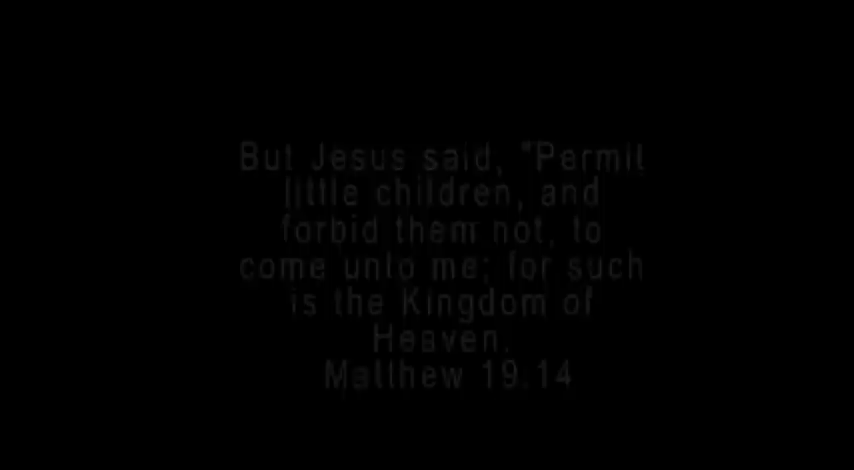 But Jesus said, "Permit
little children, and
forbid them not, to
come unto me; for such
is the Kingdom of
Heaven.
Matthew 19.14